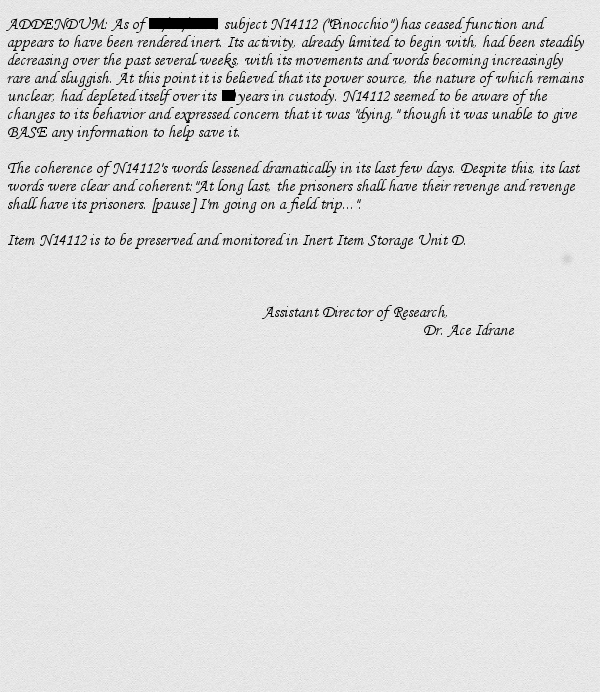 ADDENDUM: As of subject N14112 ("Pinocchio") has ceased function and
appears to have been rendered inert. Its activity, already limited to begin with, had been steadily
decreasing over the past several weeks, with its movements and words becoming increasingly
rare and sluggish. At this point it is believed that its power source, the nature of which remains
unclear, had depleted itself over its years in custody. N14112 seemed to be aware of the
changes to its behavior and expressed concern that it was "dying," though it was unable to give
BASE any information to help save it.
The coherence of N14112's words lessened dramatically in its last few days. Despite this, its last
words were clear and coherent: "At long last, the prisoners shall have their revenge and revenge
shall have its prisoners. [pause] I'm going on a field trip...".
Item N14112 is to be preserved and monitored in Inert Item Storage Unit D.
Assistant Director of Research,
Dr. Ace Idrane